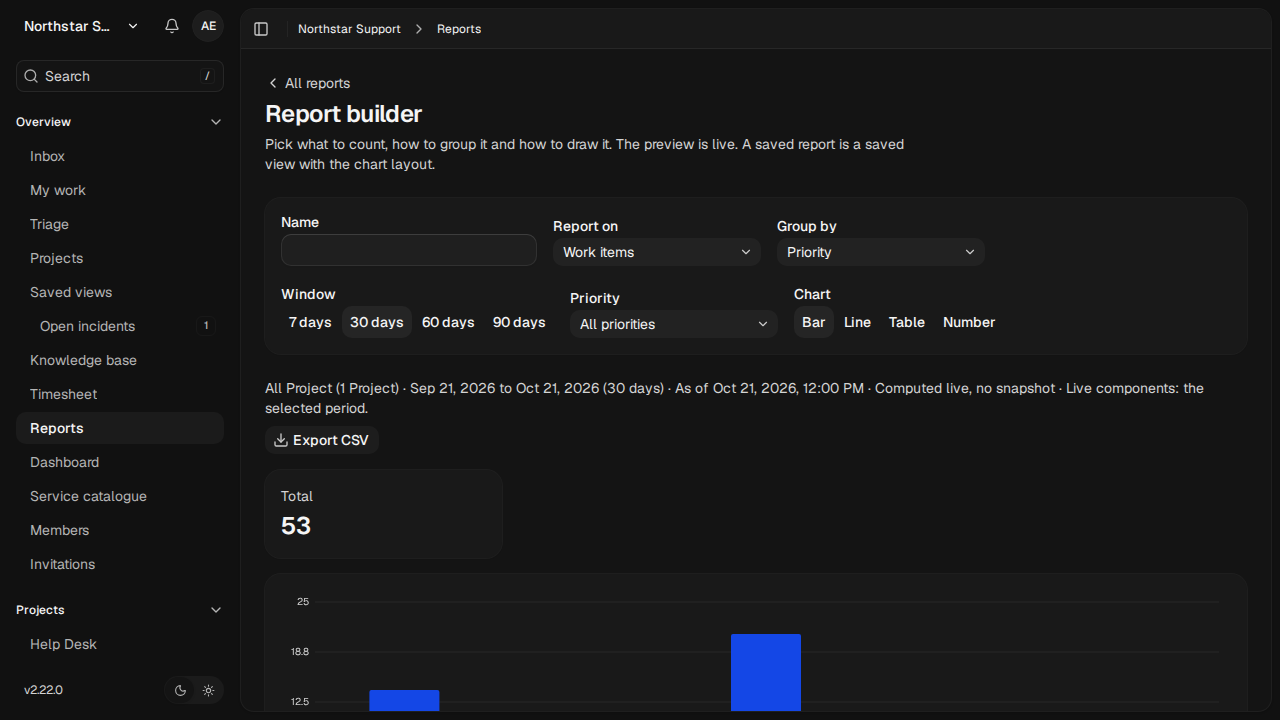 Northstar S...
AE
Search
/
Overview
Inbox
My work
Triage
Projects
Saved views
Open incidents
1
Knowledge base
Timesheet
Reports
Dashboard
Service catalogue
Members
Invitations
Projects
Help Desk
v2.22.0
Northstar Support
Reports
All reports
Report builder
Pick what to count, how to group it and how to draw it. The preview is live. A saved report is a saved
view with the chart layout.
Name
Report on
Work items
Group by
Priority
Window
7 days
30 days
60 days
90 days
Priority
All priorities
Chart
Bar
Line
Table
Number
All Project (1 Project) · Sep 21, 2026 to Oct 21, 2026 (30 days) · As of Oct 21, 2026, 12:00 PM · Computed live, no snapshot · Live components: the
selected period.
Export CSV
Total
53
25
18.8
12.5